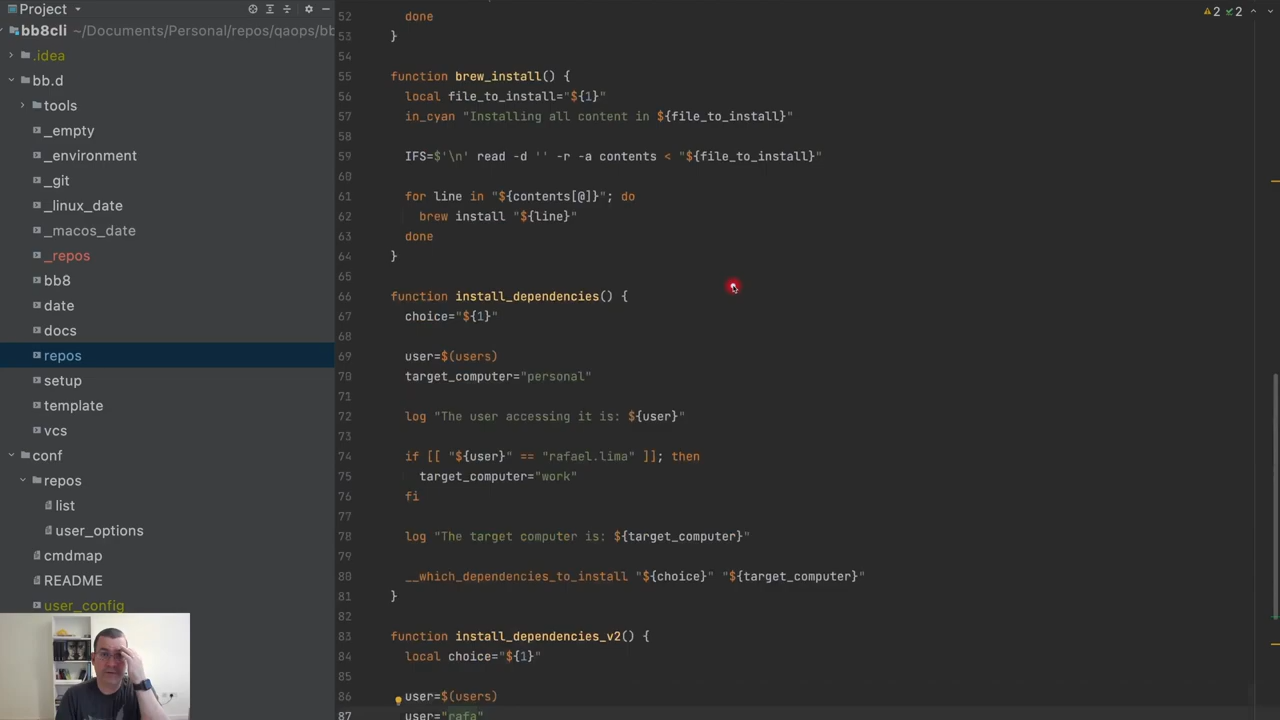 Project
bb8cli ~/Documents/Personal/repos/qaops/bb
.idea
bb.d
tools
_empty
_environment
_git
_linux_date
_macos_date
_repos
bb8
date
docs
repos
setup
template
vcs
conf
repos
list
user_options
cmdmap
README
user_config
2 2
52 done
53 }
54
55 function brew_install() {
56 local file_to_install="${1}"
57 in_cyan "Installing all content in ${file_to_install}"
58
59 IFS=$'\n' read -d '' -r -a contents < "${file_to_install}"
60
61 for line in "${contents[@]}"; do
62 brew install "${line}"
63 done
64 }
65
66 function install_dependencies() {
67 choice="${1}"
68
69 user=$(users)
70 target_computer="personal"
71
72 log "The user accessing it is: ${user}"
73
74 if [[ "${user}" == "rafael.lima" ]]; then
75 target_computer="work"
76 fi
77
78 log "The target computer is: ${target_computer}"
79
80 __which_dependencies_to_install "${choice}" "${target_computer}"
81 }
82
83 function install_dependencies_v2() {
84 local choice="${1}"
85
86 user=$(users)
87 user="rafa"